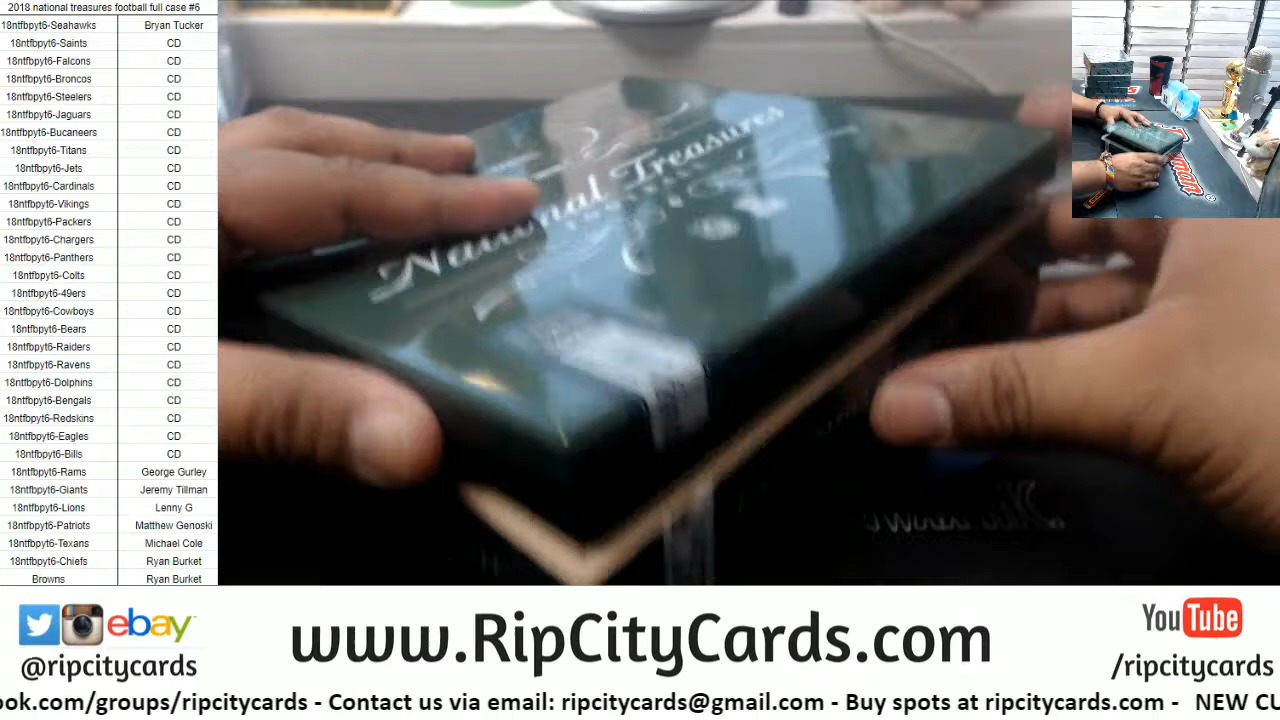 2018 national treasures football full case #6
18ntfbpyt6-Seahawks Bryan Tucker
18ntfbpyt6-Saints CD
18ntfbpyt6-Falcons CD
18ntfbpyt6-Broncos CD
18ntfbpyt6-Steelers CD
18ntfbpyt6-Jaguars CD
18ntfbpyt6-Bucaneers CD
18ntfbpyt6-Titans CD
18ntfbpyt6-Jets CD
18ntfbpyt6-Cardinals CD
18ntfbpyt6-Vikings CD
18ntfbpyt6-Packers CD
18ntfbpyt6-Chargers CD
18ntfbpyt6-Panthers CD
18ntfbpyt6-Colts CD
18ntfbpyt6-49ers CD
18ntfbpyt6-Cowboys CD
18ntfbpyt6-Bears CD
18ntfbpyt6-Raiders CD
18ntfbpyt6-Ravens CD
18ntfbpyt6-Dolphins CD
18ntfbpyt6-Bengals CD
18ntfbpyt6-Redskins CD
18ntfbpyt6-Eagles CD
18ntfbpyt6-Bills CD
18ntfbpyt6-Rams George Gurley
18ntfbpyt6-Giants Jeremy Tillman
18ntfbpyt6-Lions Lenny G
18ntfbpyt6-Patriots Matthew Genoski
18ntfbpyt6-Texans Michael Cole
18ntfbpyt6-Chiefs Ryan Burket
Browns Ryan Burket
National Treasures
ebay
@ripcitycards
www.RipCityCards.com
YouTube
/ripcitycards
ook.com/groups/ripcitycards - Contact us via email: ripcitycards@gmail.com - Buy spots at ripcitycards.com - NEW CU